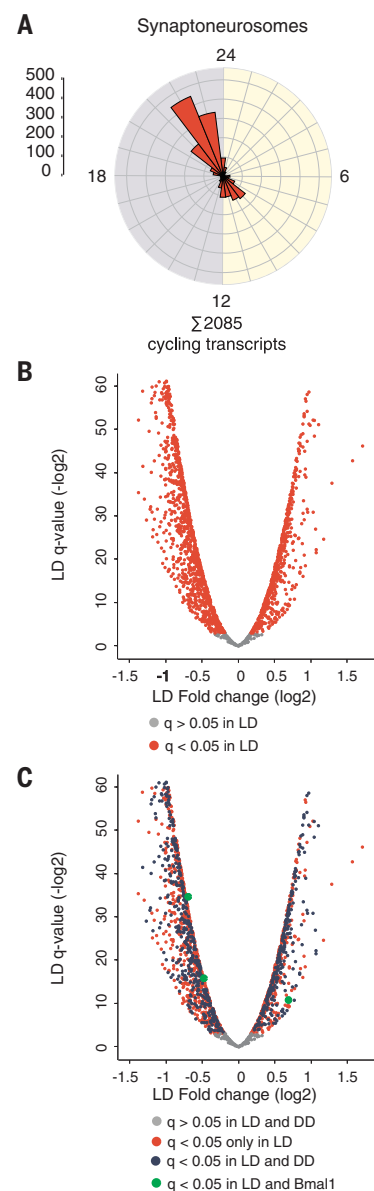 A
Synaptoneurosomes
24
500
400
300
200
100
0
18
6
12
∑2085
cycling transcripts
B
LD q-value (-log2)
60
50
40
30
20
10
0
-1.5 -1 -0.5 0 0.5 1 1.5
LD Fold change (log2)
q > 0.05 in LD
q < 0.05 in LD
C
LD q-value (-log2)
60
50
40
30
20
10
0
-1.5 -1 -0.5 0 0.5 1 1.5
LD Fold change (log2)
q > 0.05 in LD and DD
q < 0.05 only in LD
q < 0.05 in LD and DD
q < 0.05 in LD and Bmal1